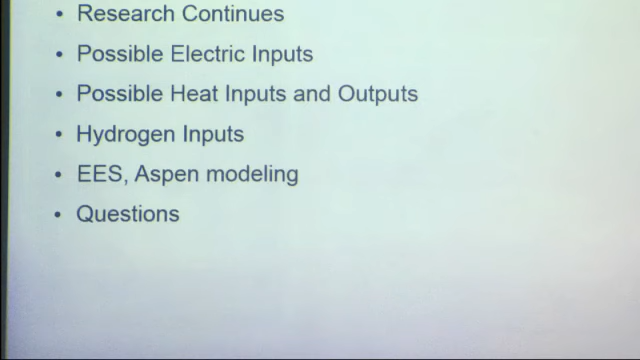 • Research Continues
• Possible Electric Inputs
• Possible Heat Inputs and Outputs
• Hydrogen Inputs
• EES, Aspen modeling
• Questions